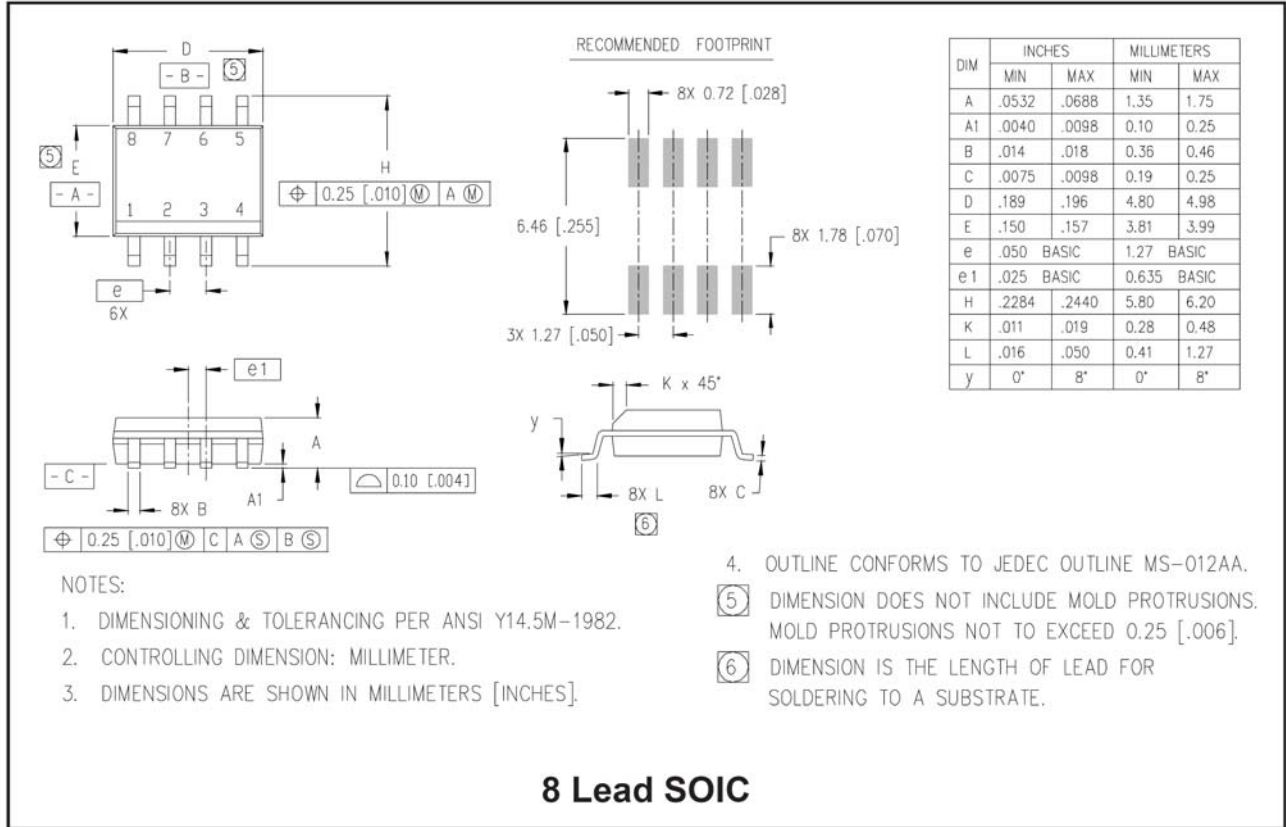 D
- B -
5
8 7 6 5
5
E
- A -
H
⌖ 0.25 [.010] Ⓜ A Ⓜ
1 2 3 4
e
6X
RECOMMENDED FOOTPRINT
8X 0.72 [.028]
6.46 [.255]
8X 1.78 [.070]
3X 1.27 [.050]
DIM INCHES MILLIMETERS
MIN MAX MIN MAX
A .0532 .0688 1.35 1.75
A1 .0040 .0098 0.10 0.25
B .014 .018 0.36 0.46
C .0075 .0098 0.19 0.25
D .189 .196 4.80 4.98
E .150 .157 3.81 3.99
e .050 BASIC 1.27 BASIC
e1 .025 BASIC 0.635 BASIC
H .2284 .2440 5.80 6.20
K .011 .019 0.28 0.48
L .016 .050 0.41 1.27
y 0° 8° 0° 8°
e1
A
- C -
A1
8X B
⌓ 0.10 [.004]
⌖ 0.25 [.010] Ⓜ C A Ⓢ B Ⓢ
K x 45°
y
8X L
8X C
6
NOTES:
1. DIMENSIONING & TOLERANCING PER ANSI Y14.5M-1982.
2. CONTROLLING DIMENSION: MILLIMETER.
3. DIMENSIONS ARE SHOWN IN MILLIMETERS [INCHES].
4. OUTLINE CONFORMS TO JEDEC OUTLINE MS-012AA.
5 DIMENSION DOES NOT INCLUDE MOLD PROTRUSIONS.
MOLD PROTRUSIONS NOT TO EXCEED 0.25 [.006].
6 DIMENSION IS THE LENGTH OF LEAD FOR
SOLDERING TO A SUBSTRATE.
8 Lead SOIC